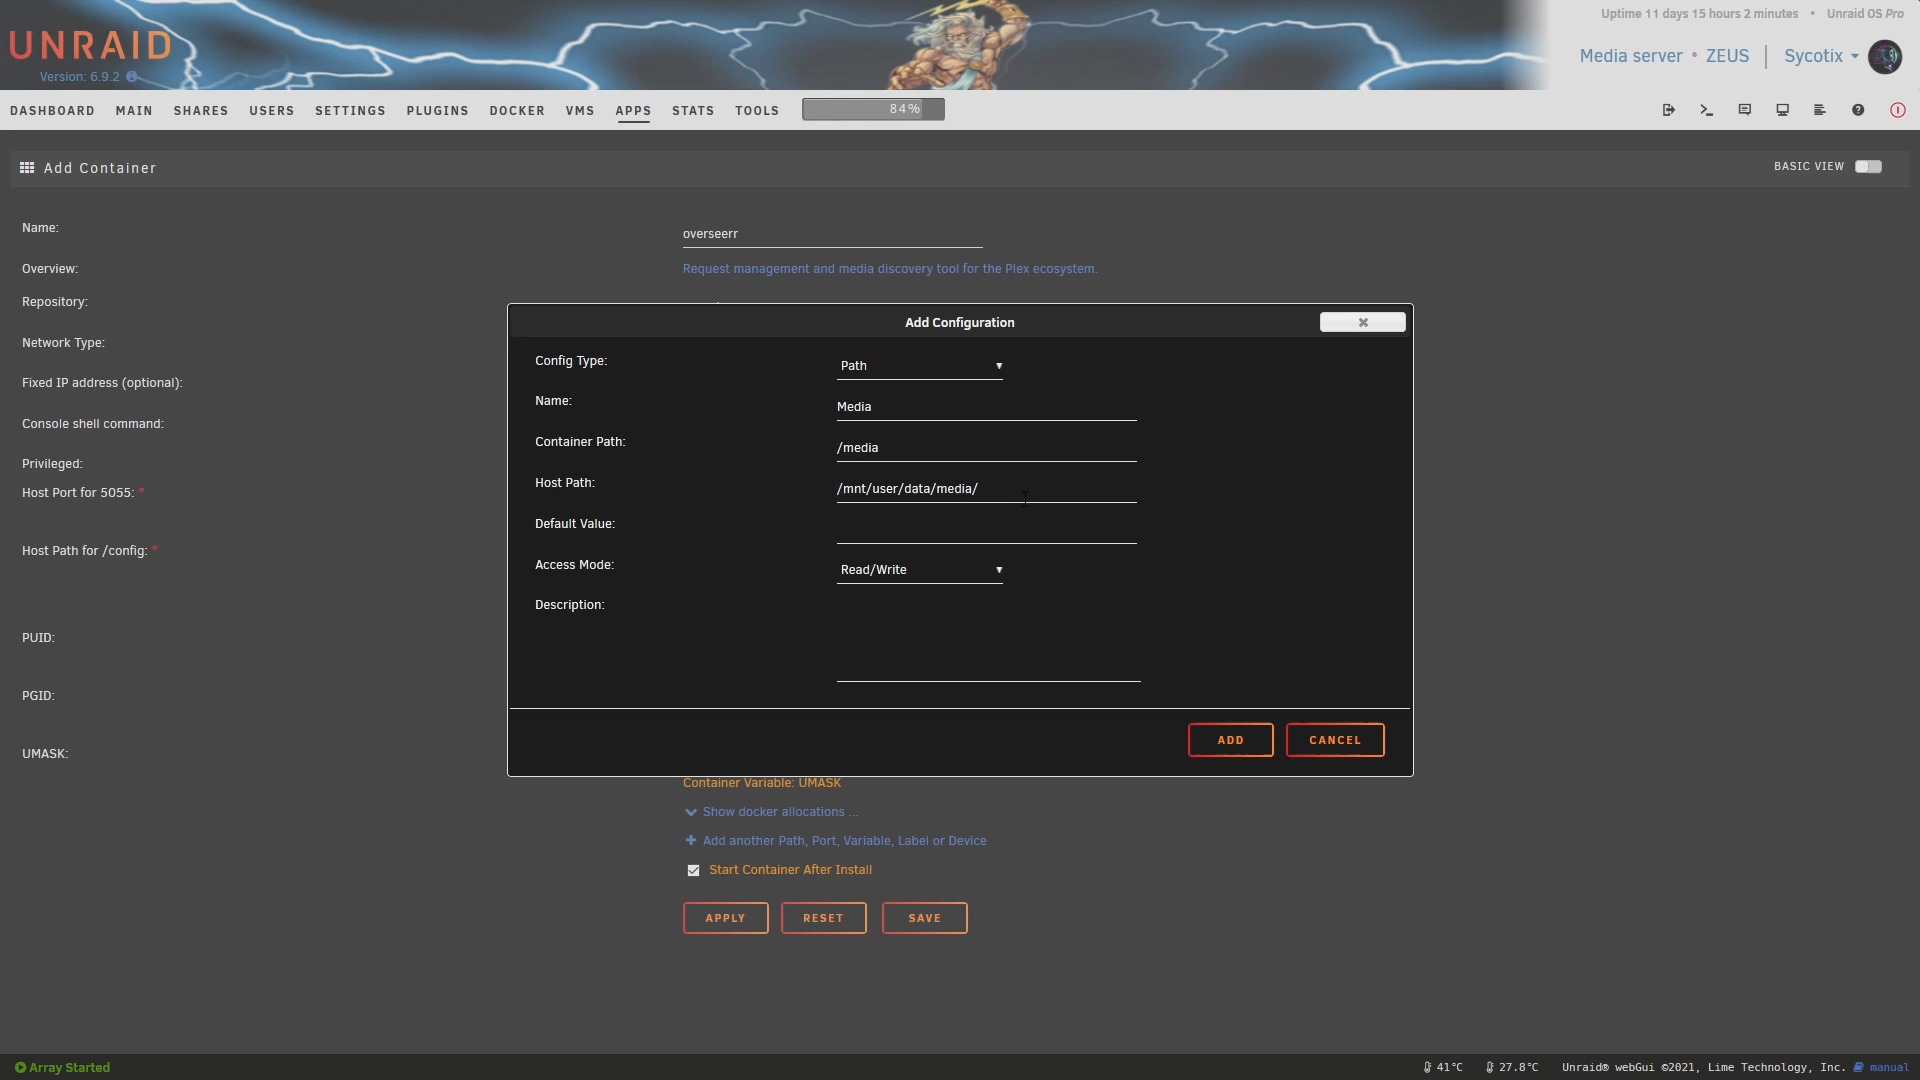 Uptime 11 days 15 hours 2 minutes • Unraid OS Pro
UNRAID
Version: 6.9.2
Media server • ZEUS | Sycotix
DASHBOARD MAIN SHARES USERS SETTINGS PLUGINS DOCKER VMS APPS STATS TOOLS 84%
Add Container
BASIC VIEW
Name:
overseerr
Overview:
Request management and media discovery tool for the Plex ecosystem.
Repository:
Network Type:
Fixed IP address (optional):
Console shell command:
Privileged:
Host Port for 5055: *
Host Path for /config: *
PUID:
PGID:
UMASK:
Add Configuration
Config Type:
Path
Name:
Media
Container Path:
/media
Host Path:
/mnt/user/data/media/
Default Value:
Access Mode:
Read/Write
Description:
ADD CANCEL
Container Variable: UMASK
Show docker allocations ...
Add another Path, Port, Variable, Label or Device
Start Container After Install
APPLY RESET SAVE
Array Started
41°C 27.8°C Unraid® webGui ©2021, Lime Technology, Inc. manual